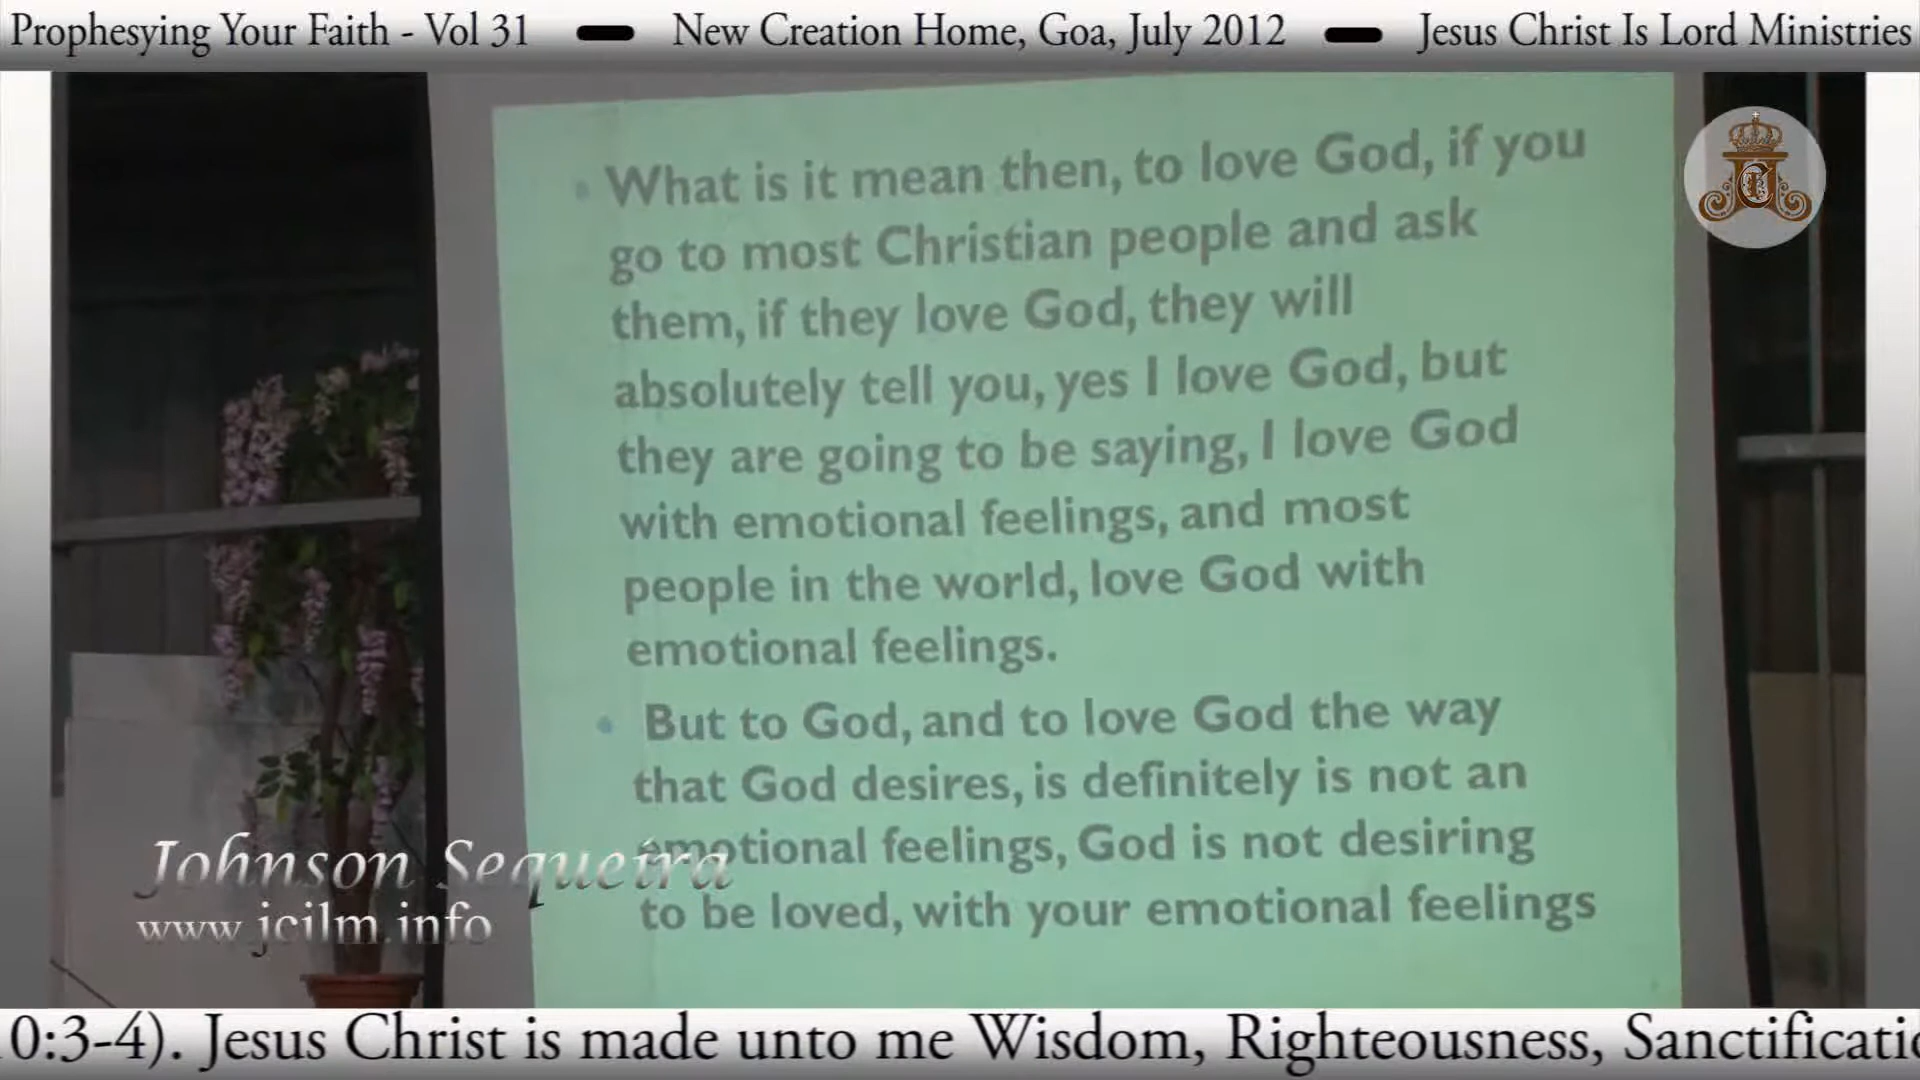 Prophesying Your Faith - Vol 31 — New Creation Home, Goa, July 2012 — Jesus Christ Is Lord Ministries
• What is it mean then, to love God, if you
go to most Christian people and ask
them, if they love God, they will
absolutely tell you, yes I love God, but
they are going to be saying, I love God
with emotional feelings, and most
people in the world, love God with
emotional feelings.
• But to God, and to love God the way
that God desires, is definitely is not an
emotional feelings, God is not desiring
to be loved, with your emotional feelings
Johnson Sequeira
www.jcilm.info
0:3-4). Jesus Christ is made unto me Wisdom, Righteousness, Sanctificatio